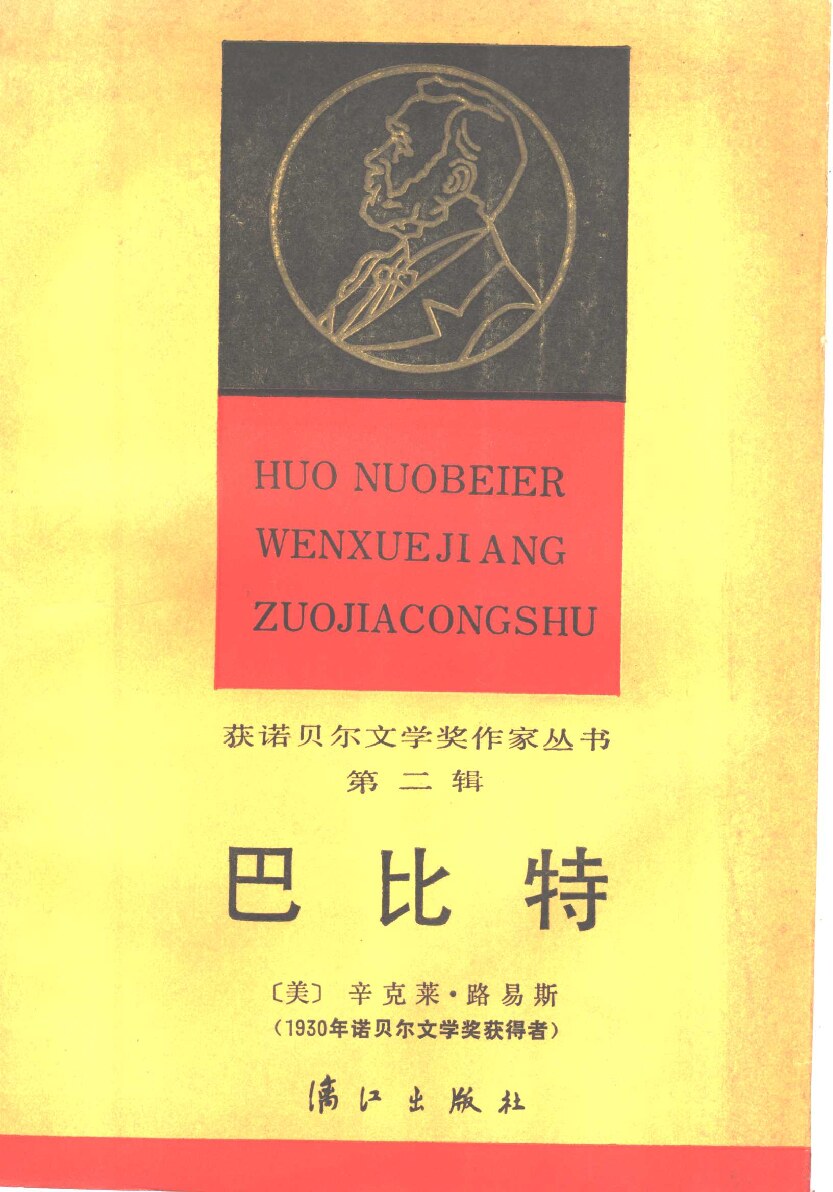 HUO NUOBEIER
WENXUEJIANG
ZUOJIACONGSHU
获诺贝尔文学奖作家丛书
第二辑
巴比特
〔美〕辛克莱·路易斯
（1930年诺贝尔文学奖获得者）
漓江出版社